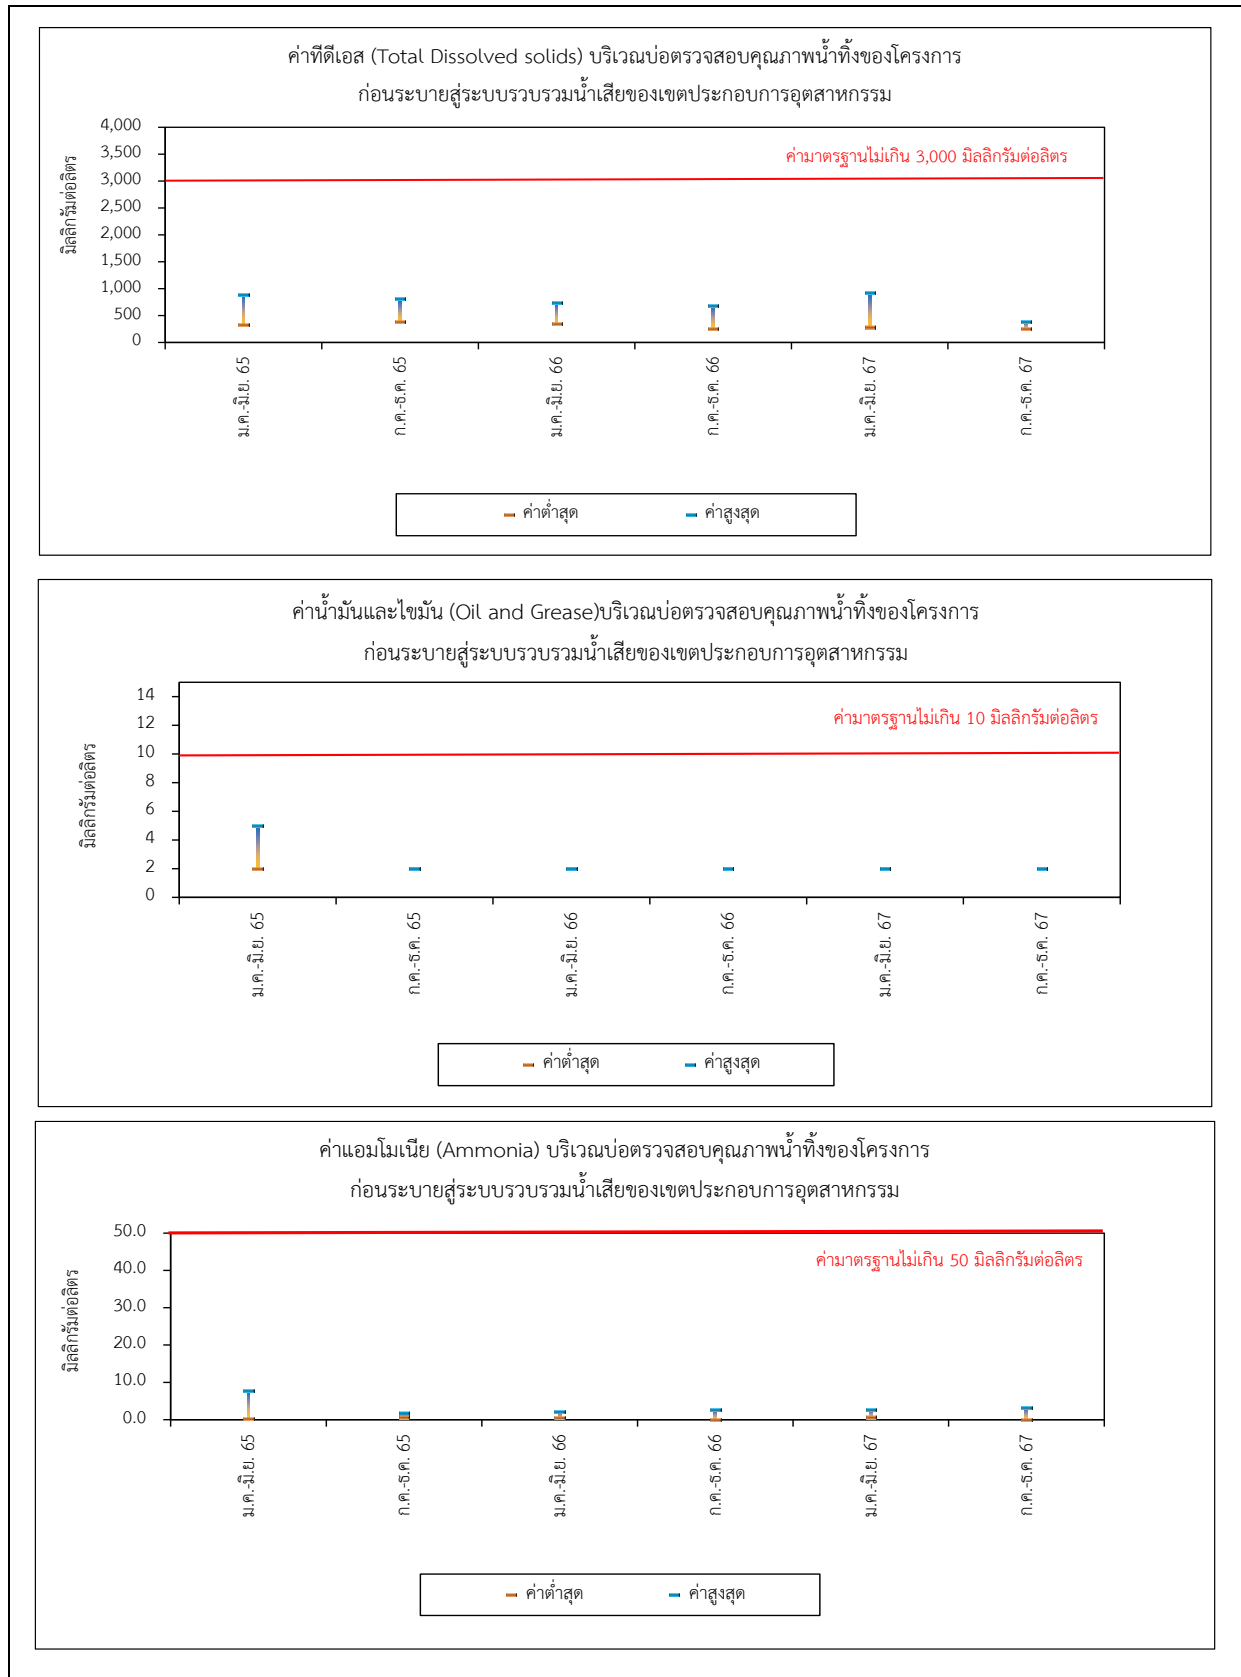 ค่าทีดีเอส (Total Dissolved solids) บริเวณบ่อตรวจสอบคุณภาพน้ำทิ้งของโครงการ
ก่อนระบายสู่ระบบรวบรวมน้ำเสียของเขตประกอบการอุตสาหกรรม
มิลลิกรัมต่อลิตร
4,000
3,500
3,000
2,500
2,000
1,500
1,000
500
0
ค่ามาตรฐานไม่เกิน 3,000 มิลลิกรัมต่อลิตร
ม.ค.-มิ.ย. 65
ก.ค.-ธ.ค. 65
ม.ค.-มิ.ย. 66
ก.ค.-ธ.ค. 66
ม.ค.-มิ.ย. 67
ก.ค.-ธ.ค. 67
ค่าต่ำสุด ค่าสูงสุด
ค่าน้ำมันและไขมัน (Oil and Grease)บริเวณบ่อตรวจสอบคุณภาพน้ำทิ้งของโครงการ
ก่อนระบายสู่ระบบรวบรวมน้ำเสียของเขตประกอบการอุตสาหกรรม
มิลลิกรัมต่อลิตร
14
12
10
8
6
4
2
0
ค่ามาตรฐานไม่เกิน 10 มิลลิกรัมต่อลิตร
ม.ค.-มิ.ย. 65
ก.ค.-ธ.ค. 65
ม.ค.-มิ.ย. 66
ก.ค.-ธ.ค. 66
ม.ค.-มิ.ย. 67
ก.ค.-ธ.ค. 67
ค่าต่ำสุด ค่าสูงสุด
ค่าแอมโมเนีย (Ammonia) บริเวณบ่อตรวจสอบคุณภาพน้ำทิ้งของโครงการ
ก่อนระบายสู่ระบบรวบรวมน้ำเสียของเขตประกอบการอุตสาหกรรม
มิลลิกรัมต่อลิตร
50.0
40.0
30.0
20.0
10.0
0.0
ค่ามาตรฐานไม่เกิน 50 มิลลิกรัมต่อลิตร
ม.ค.-มิ.ย. 65
ก.ค.-ธ.ค. 65
ม.ค.-มิ.ย. 66
ก.ค.-ธ.ค. 66
ม.ค.-มิ.ย. 67
ก.ค.-ธ.ค. 67
ค่าต่ำสุด ค่าสูงสุด